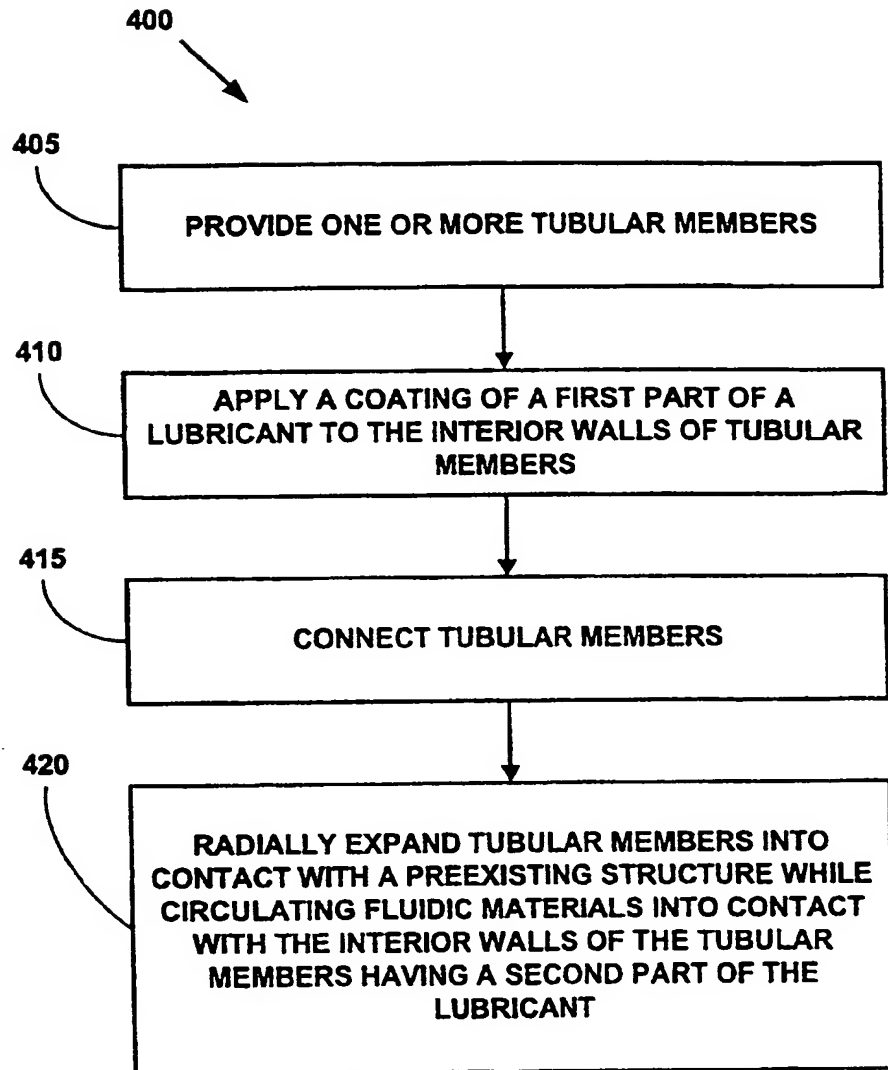 400
405
PROVIDE ONE OR MORE TUBULAR MEMBERS
410
APPLY A COATING OF A FIRST PART OF A
LUBRICANT TO THE INTERIOR WALLS OF TUBULAR
MEMBERS
415
CONNECT TUBULAR MEMBERS
420
RADIALLY EXPAND TUBULAR MEMBERS INTO
CONTACT WITH A PREEXISTING STRUCTURE WHILE
CIRCULATING FLUIDIC MATERIALS INTO CONTACT
WITH THE INTERIOR WALLS OF THE TUBULAR
MEMBERS HAVING A SECOND PART OF THE
LUBRICANT